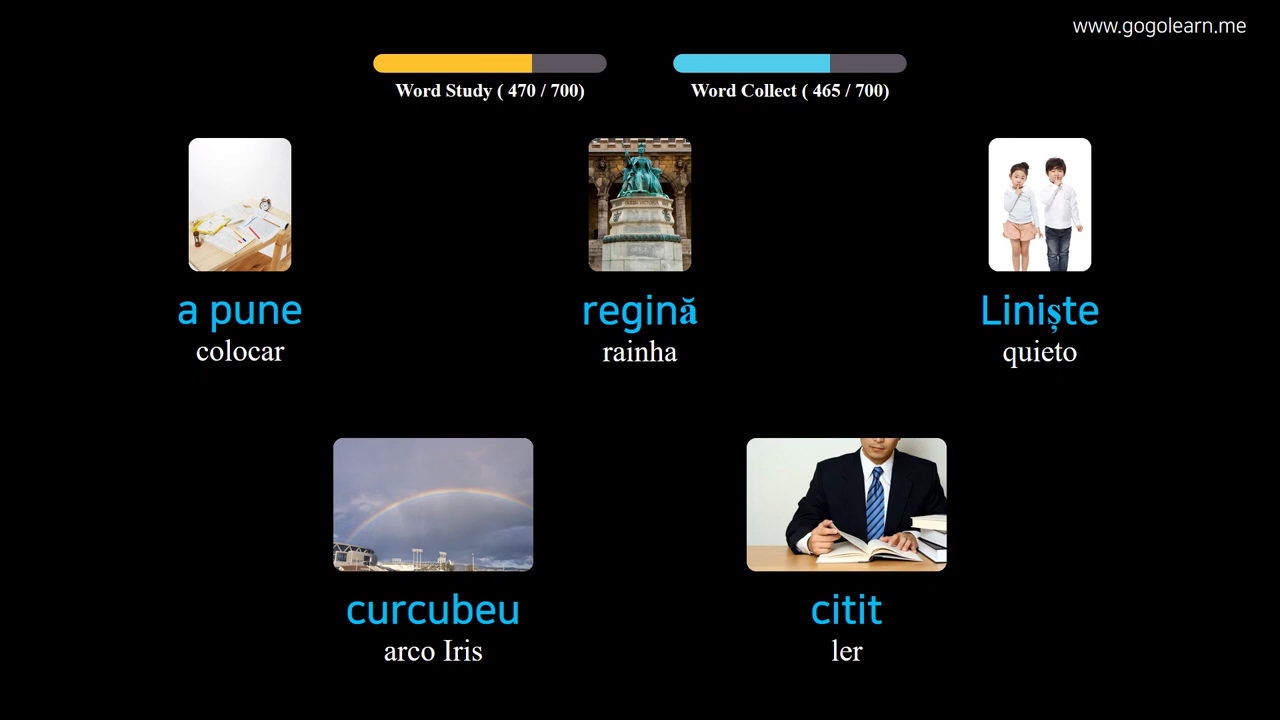 www.gogolearn.me
Word Study ( 470 / 700)
Word Collect ( 465 / 700)
a pune
colocar
regină
rainha
Liniște
quieto
curcubeu
arco Iris
citit
ler